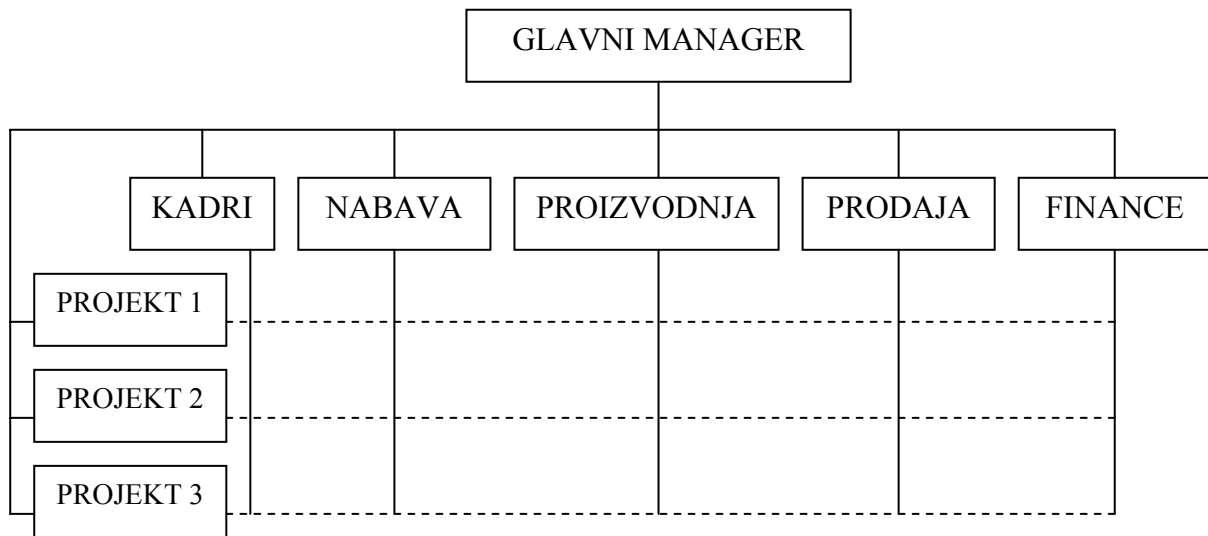 GLAVNI MANAGER
KADRI
NABAVA
PROIZVODNJA
PRODAJA
FINANCE
PROJEKT 1
PROJEKT 2
PROJEKT 3